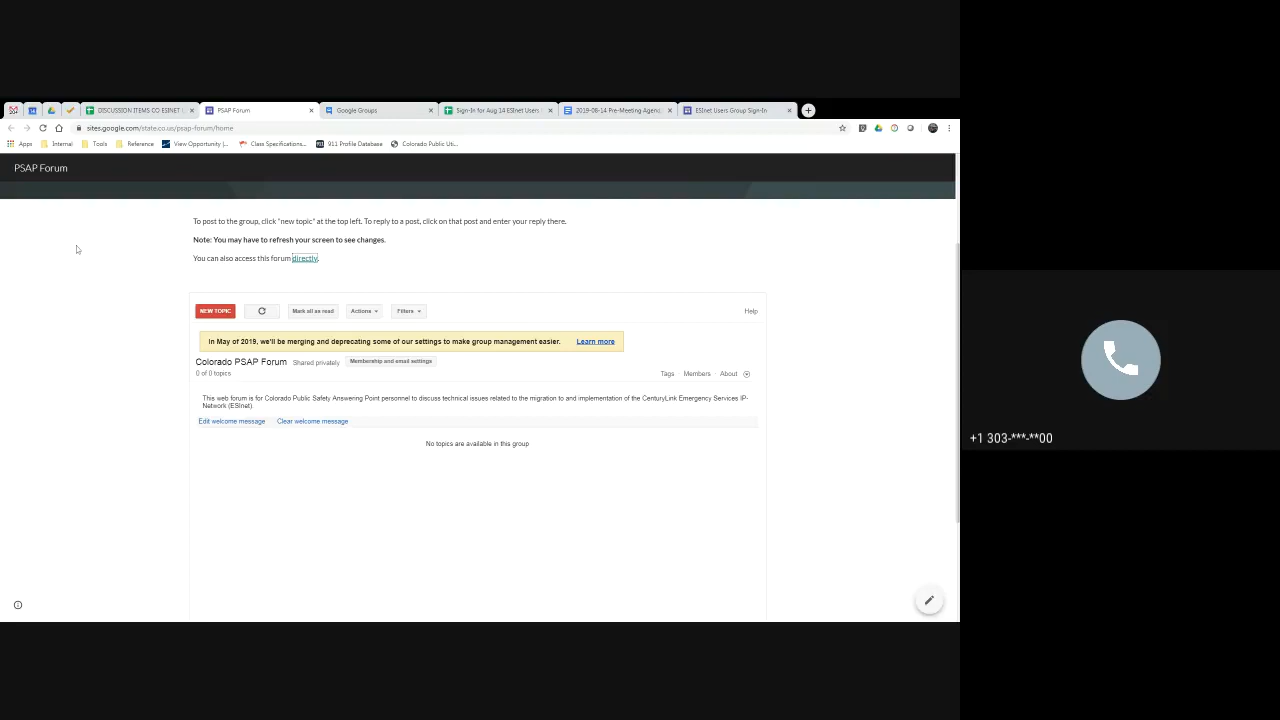 DISCUSSION ITEMS CO ESINET
PSAP Forum
Google Groups
Sign-In for Aug 14 ESInet Users
2019-08-14 Pre-Meeting Agend
ESInet Users Group Sign-In
sites.google.com/state.co.us/psap-forum/home
Apps Internal Tools Reference View Opportunity |... Class Specifications... 911 Profile Database Colorado Public Uti...
PSAP Forum
To post to the group, click "new topic" at the top left. To reply to a post, click on that post and enter your reply there.
Note: You may have to refresh your screen to see changes.
You can also access this forum directly.
NEW TOPIC Mark all as read Actions Filters Help
In May of 2019, we'll be merging and deprecating some of our settings to make group management easier. Learn more
Colorado PSAP Forum Shared privately Membership and email settings
0 of 0 topics Tags · Members · About
This web forum is for Colorado Public Safety Answering Point personnel to discuss technical issues related to the migration to and implementation of the CenturyLink Emergency Services IP-
Network (ESInet).
Edit welcome message Clear welcome message
No topics are available in this group
+1 303-***-**00